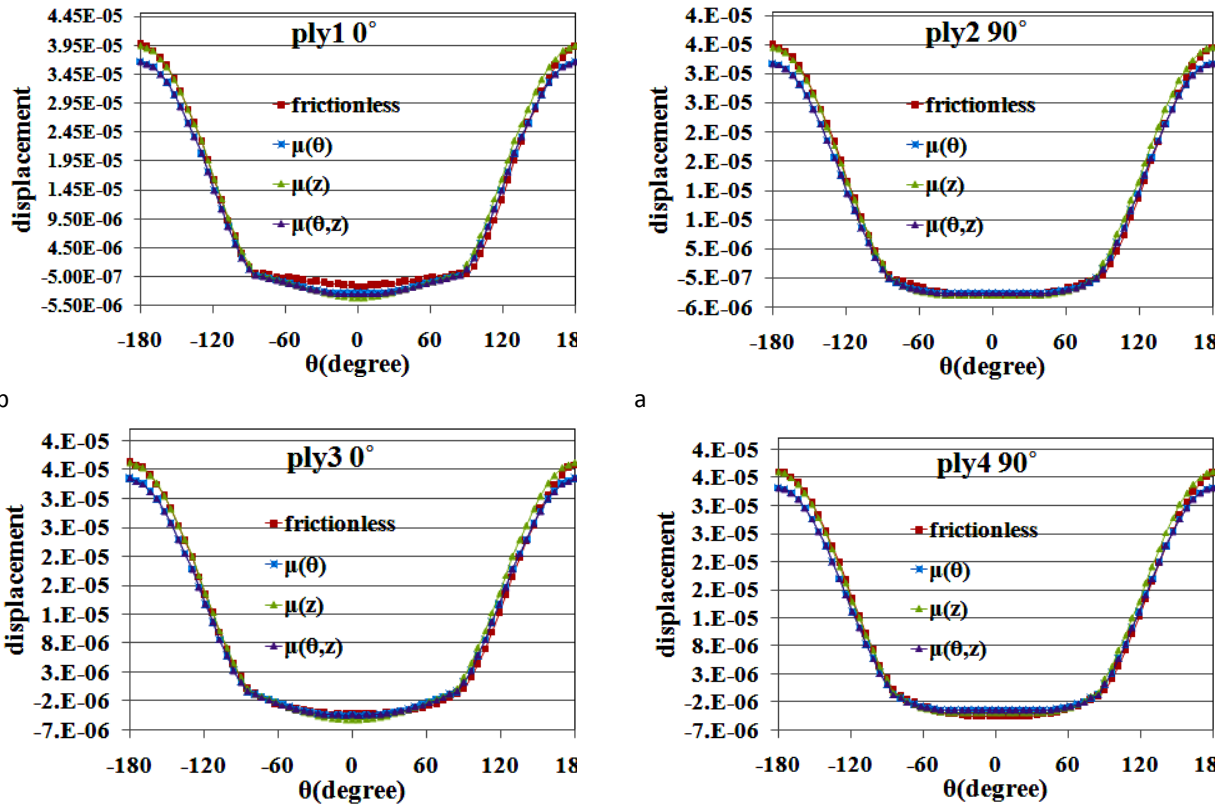 ply1 0°
displacement
4.45E-05
3.95E-05
3.45E-05
2.95E-05
2.45E-05
1.95E-05
1.45E-05
9.50E-06
4.50E-06
-5.00E-07
-5.50E-06
frictionless
μ(θ)
μ(z)
μ(θ,z)
-180 -120 -60 0 60 120 18
θ(degree)
ply2 90°
displacement
4.E-05
4.E-05
3.E-05
3.E-05
2.E-05
2.E-05
1.E-05
1.E-05
5.E-06
-5.E-07
-6.E-06
frictionless
μ(θ)
μ(z)
μ(θ,z)
-180 -120 -60 0 60 120 18
θ(degree)
b
a
ply3 0°
displacement
4.E-05
4.E-05
3.E-05
3.E-05
2.E-05
2.E-05
1.E-05
8.E-06
3.E-06
-2.E-06
-7.E-06
frictionless
μ(θ)
μ(z)
μ(θ,z)
-180 -120 -60 0 60 120 18
θ(degree)
ply4 90°
displacement
4.E-05
4.E-05
3.E-05
3.E-05
2.E-05
2.E-05
1.E-05
8.E-06
3.E-06
-2.E-06
-7.E-06
frictionless
μ(θ)
μ(z)
μ(θ,z)
-180 -120 -60 0 60 120 18
θ(degree)